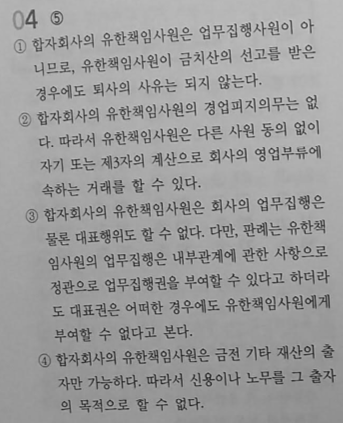 04 ⑤
① 합자회사의 유한책임사원은 업무집행사원이 아
니므로, 유한책임사원이 금치산의 선고를 받은
경우에도 퇴사의 사유는 되지 않는다.
② 합자회사의 유한책임사원의 경업피지의무는 없
다. 따라서 유한책임사원은 다른 사원 동의 없이
자기 또는 제3자의 계산으로 회사의 영업부류에
속하는 거래를 할 수 있다.
③ 합자회사의 유한책임사원은 회사의 업무집행은
물론 대표행위도 할 수 없다. 다만, 판례는 유한책
임사원의 업무집행은 내부관계에 관한 사항으로
정관으로 업무집행권을 부여할 수 있다고 하더라
도 대표권은 어떠한 경우에도 유한책임사원에게
부여할 수 없다고 본다.
④ 합자회사의 유한책임사원은 금전 기타 재산의 출
자만 가능하다. 따라서 신용이나 노무를 그 출자
의 목적으로 할 수 없다.